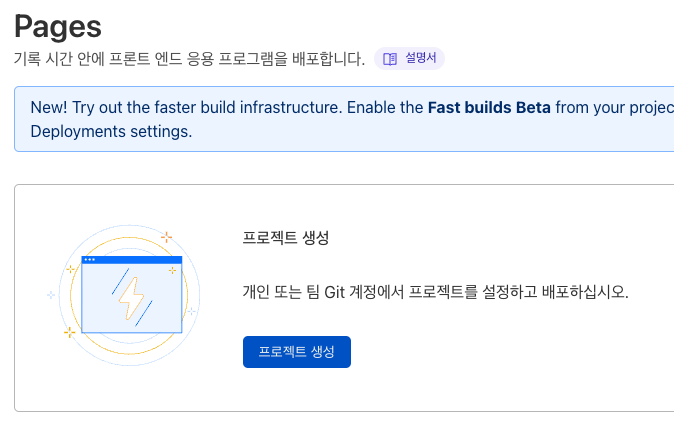 Pages
기록 시간 안에 프론트 엔드 응용 프로그램을 배포합니다. 설명서
New! Try out the faster build infrastructure. Enable the Fast builds Beta from your projec
Deployments settings.
프로젝트 생성
개인 또는 팀 Git 계정에서 프로젝트를 설정하고 배포하십시오.
프로젝트 생성